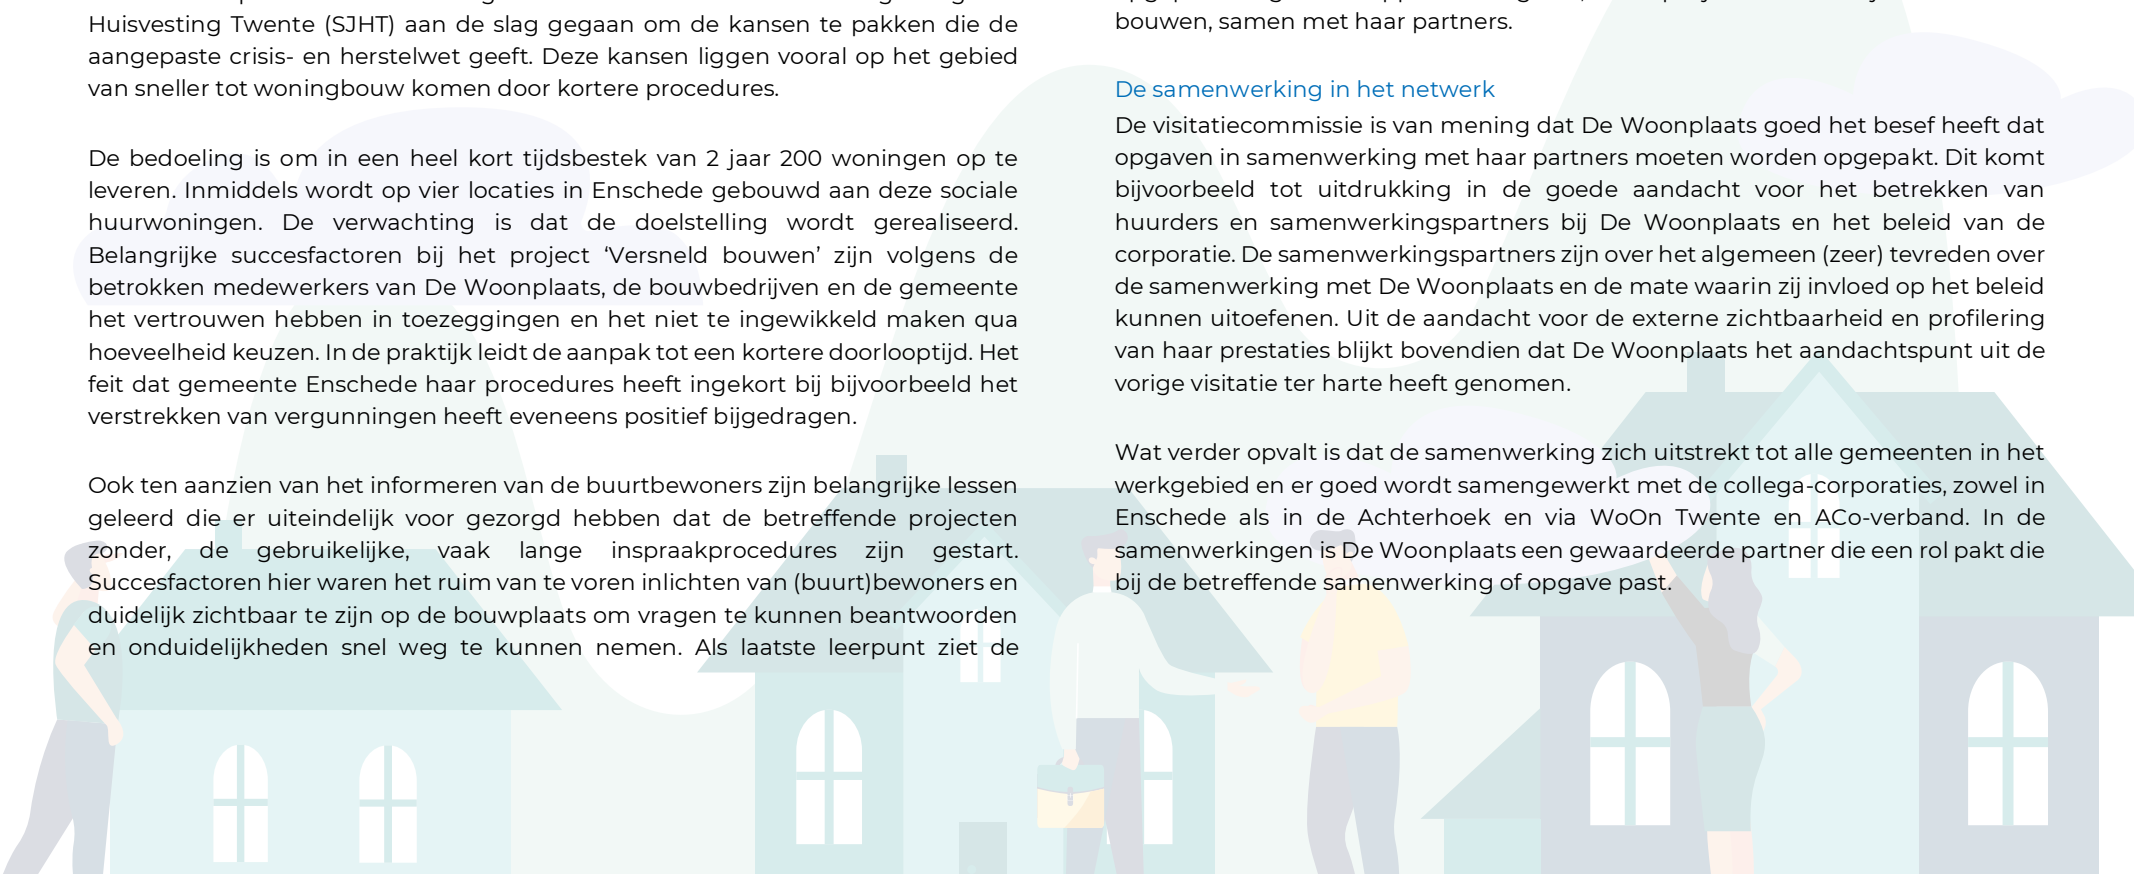 Huisvesting Twente (SJHT) aan de slag gegaan om de kansen te pakken die de
aangepaste crisis- en herstelwet geeft. Deze kansen liggen vooral op het gebied
van sneller tot woningbouw komen door kortere procedures.
De bedoeling is om in een heel kort tijdsbestek van 2 jaar 200 woningen op te
leveren. Inmiddels wordt op vier locaties in Enschede gebouwd aan deze sociale
huurwoningen. De verwachting is dat de doelstelling wordt gerealiseerd.
Belangrijke succesfactoren bij het project ‘Versneld bouwen’ zijn volgens de
betrokken medewerkers van De Woonplaats, de bouwbedrijven en de gemeente
het vertrouwen hebben in toezeggingen en het niet te ingewikkeld maken qua
hoeveelheid keuzen. In de praktijk leidt de aanpak tot een kortere doorlooptijd. Het
feit dat gemeente Enschede haar procedures heeft ingekort bij bijvoorbeeld het
verstrekken van vergunningen heeft eveneens positief bijgedragen.
Ook ten aanzien van het informeren van de buurtbewoners zijn belangrijke lessen
geleerd die er uiteindelijk voor gezorgd hebben dat de betreffende projecten
zonder, de gebruikelijke, vaak lange inspraakprocedures zijn gestart.
Succesfactoren hier waren het ruim van te voren inlichten van (buurt)bewoners en
duidelijk zichtbaar te zijn op de bouwplaats om vragen te kunnen beantwoorden
en onduidelijkheden snel weg te kunnen nemen. Als laatste leerpunt ziet de
bouwen, samen met haar partners.
De samenwerking in het netwerk
De visitatiecommissie is van mening dat De Woonplaats goed het besef heeft dat
opgaven in samenwerking met haar partners moeten worden opgepakt. Dit komt
bijvoorbeeld tot uitdrukking in de goede aandacht voor het betrekken van
huurders en samenwerkingspartners bij De Woonplaats en het beleid van de
corporatie. De samenwerkingspartners zijn over het algemeen (zeer) tevreden over
de samenwerking met De Woonplaats en de mate waarin zij invloed op het beleid
kunnen uitoefenen. Uit de aandacht voor de externe zichtbaarheid en profilering
van haar prestaties blijkt bovendien dat De Woonplaats het aandachtspunt uit de
vorige visitatie ter harte heeft genomen.
Wat verder opvalt is dat de samenwerking zich uitstrekt tot alle gemeenten in het
werkgebied en er goed wordt samengewerkt met de collega-corporaties, zowel in
Enschede als in de Achterhoek en via WoOn Twente en ACo-verband. In de
samenwerkingen is De Woonplaats een gewaardeerde partner die een rol pakt die
bij de betreffende samenwerking of opgave past.